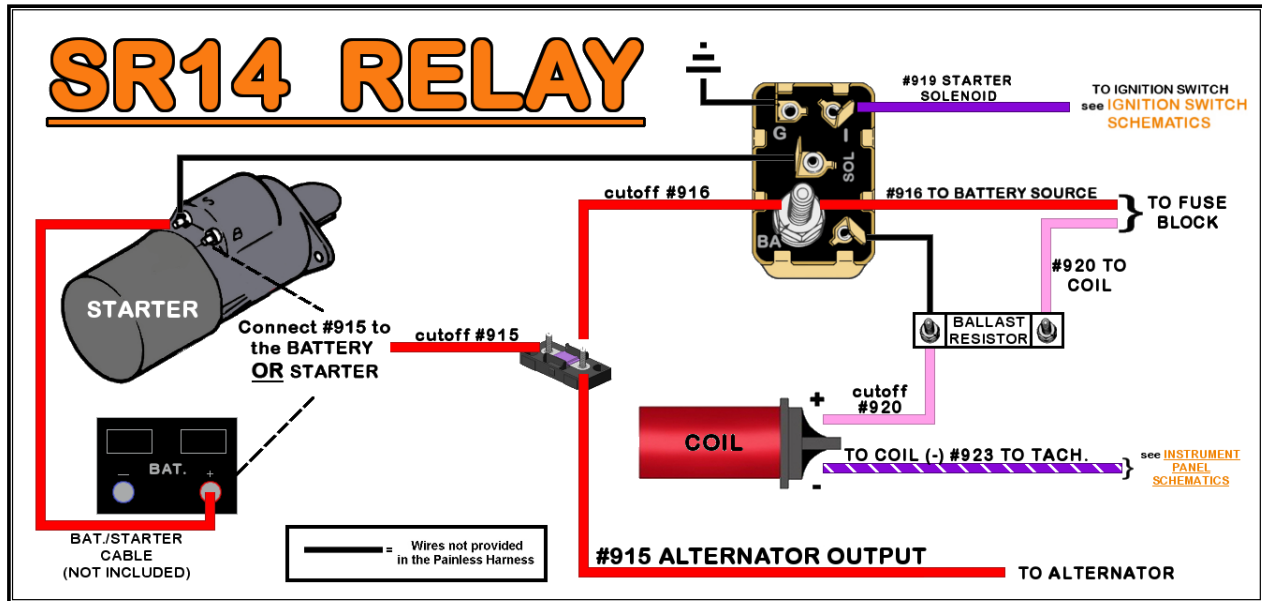 SR14 RELAY
#919 STARTER
SOLENOID
TO IGNITION SWITCH
see IGNITION SWITCH
SCHEMATICS
G
I
SOL
BA
cutoff #916
#916 TO BATTERY SOURCE
TO FUSE
BLOCK
#920 TO
COIL
S
B
STARTER
Connect #915 to
the BATTERY
OR STARTER
cutoff #915
BALLAST
RESISTOR
cutoff
#920
+
COIL
TO COIL (-) #923 TO TACH.
-
see INSTRUMENT
PANEL
SCHEMATICS
BAT.
- +
BAT./STARTER
CABLE
(NOT INCLUDED)
= Wires not provided
in the Painless Harness
#915 ALTERNATOR OUTPUT
TO ALTERNATOR